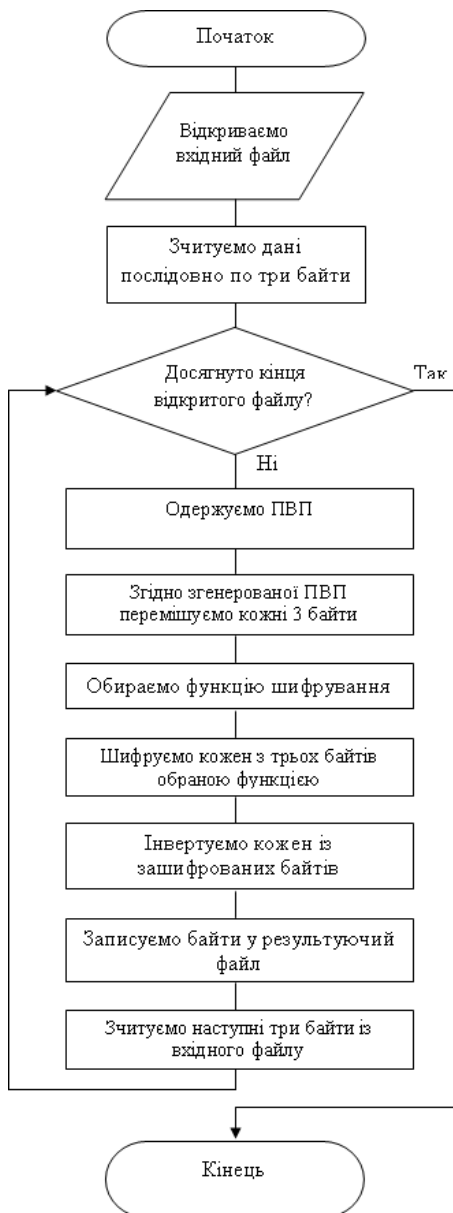 Початок
Відкриваємо
вхідний файл
Зчитуємо дані
послідовно по три байти
Досягнуто кінця
відкритого файлу?
Так
Ні
Одержуємо ПВП
Згідно згенерованої ПВП
перемішуємо кожні 3 байти
Обираємо функцію шифрування
Шифруємо кожен з трьох байтів
обраною функцією
Інвертуємо кожен із
зашифрованих байтів
Записуємо байти у результуючий
файл
Зчитуємо наступні три байти із
вхідного файлу
Кінець